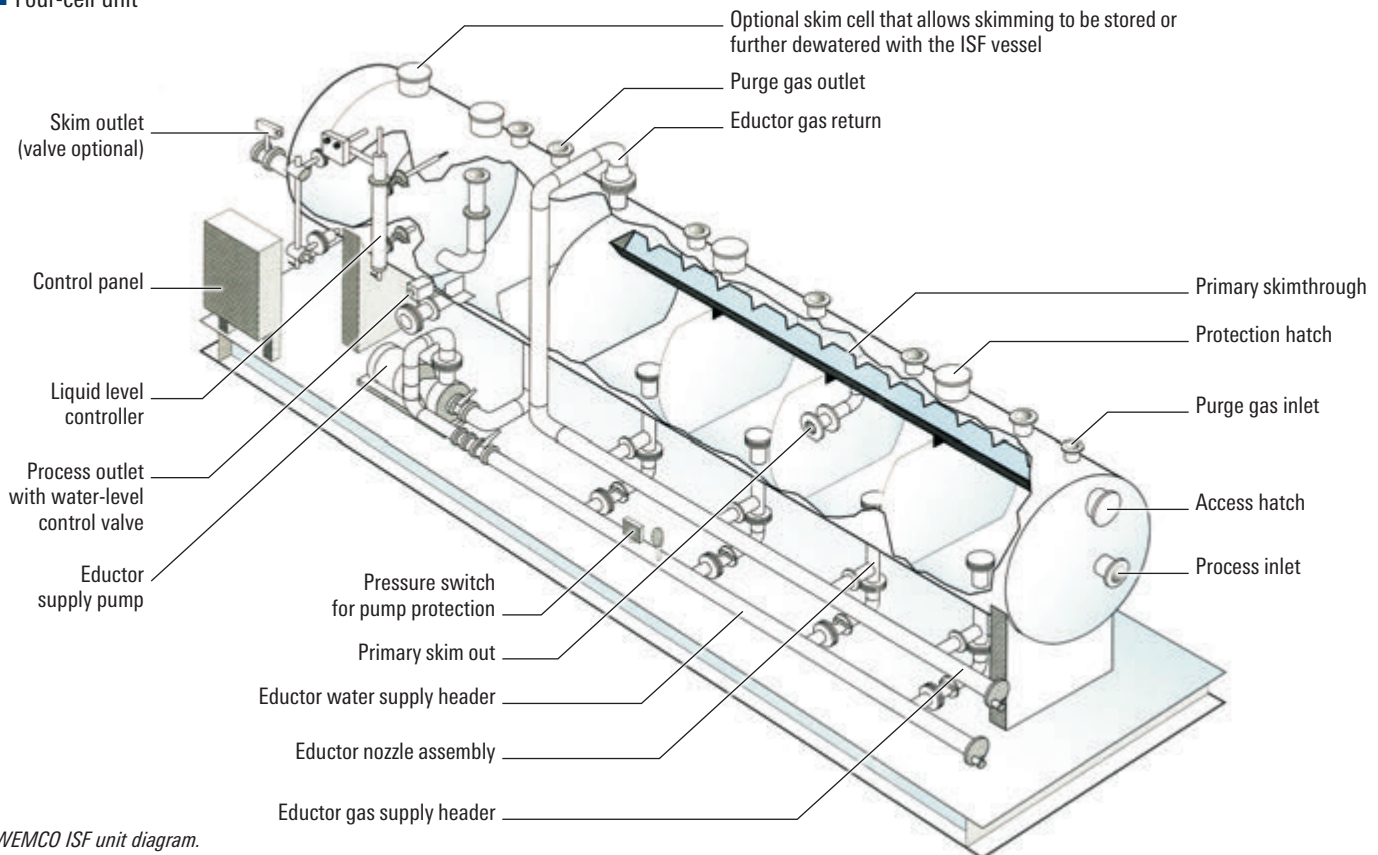 Four-cell unit
Optional skim cell that allows skimming to be stored or
further dewatered with the ISF vessel
Purge gas outlet
Eductor gas return
Skim outlet
(valve optional)
Control panel
Liquid level
controller
Process outlet
with water-level
control valve
Eductor
supply pump
Primary skimthrough
Protection hatch
Purge gas inlet
Access hatch
Process inlet
Pressure switch
for pump protection
Primary skim out
Eductor water supply header
Eductor nozzle assembly
Eductor gas supply header
WEMCO ISF unit diagram.